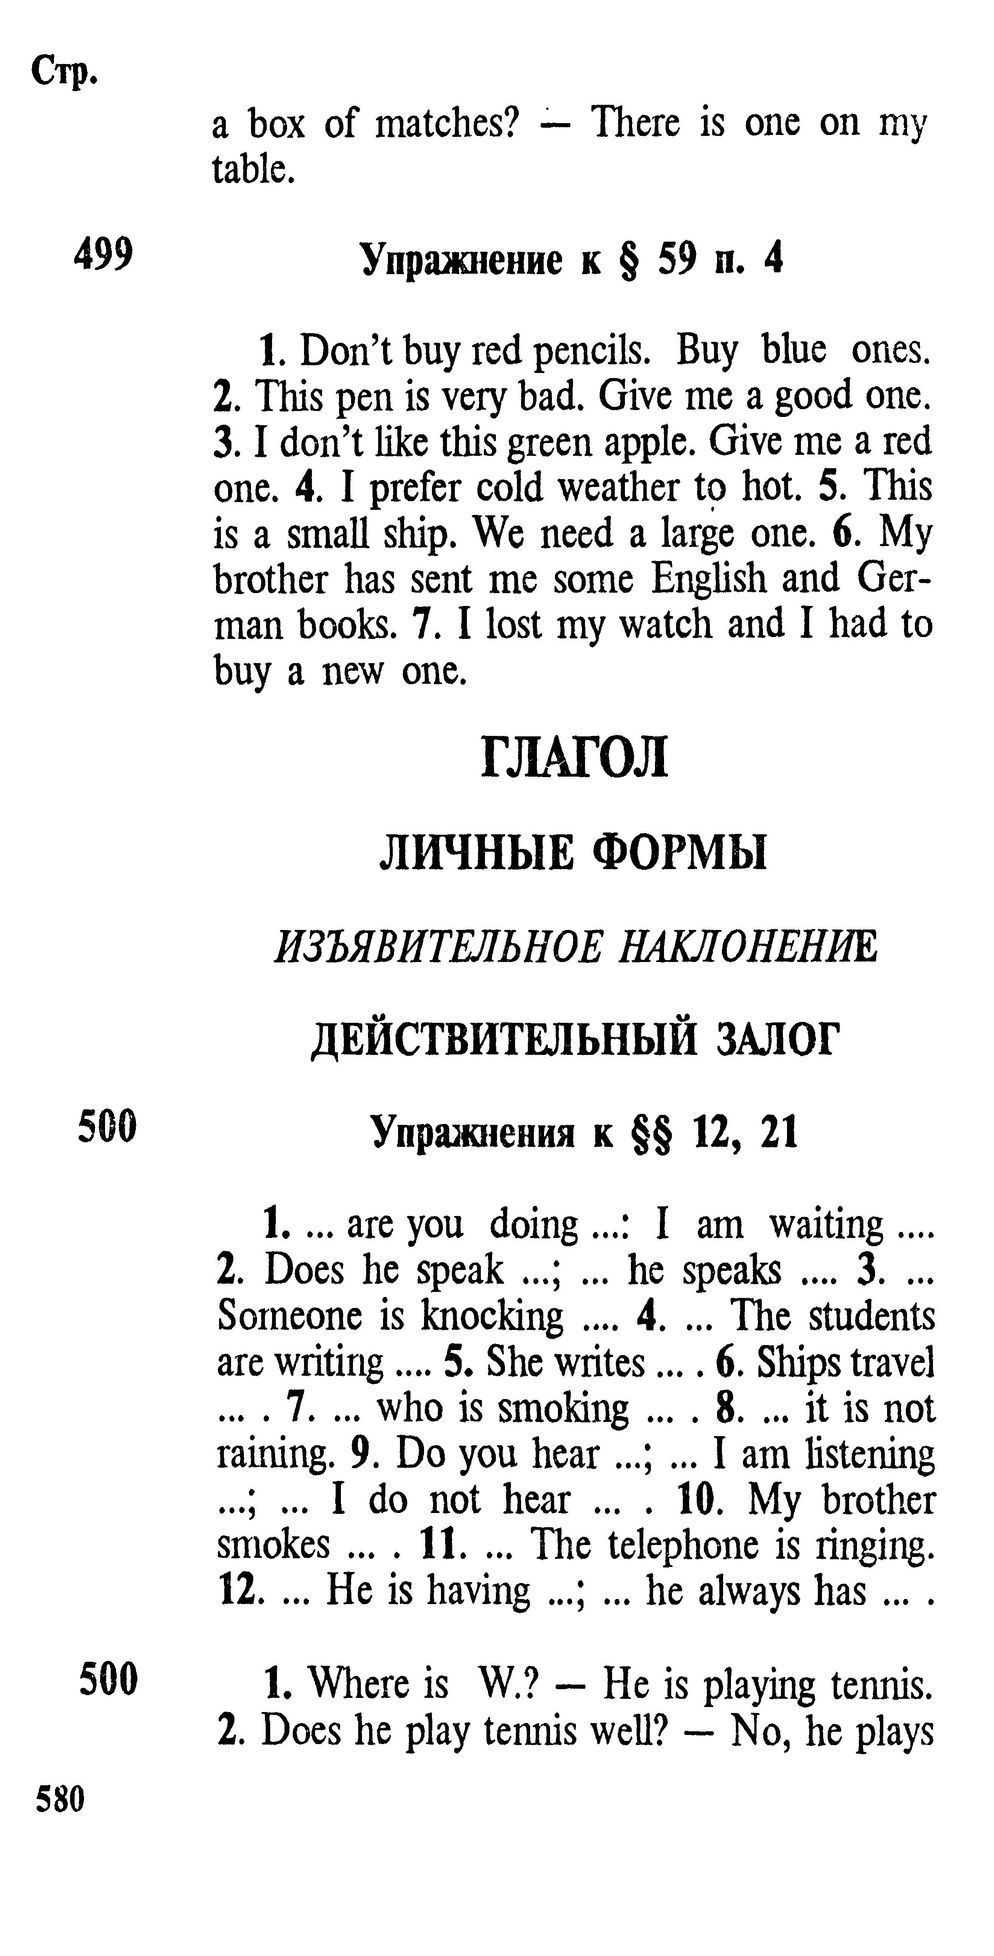 Стр.
a box of matches? — There is one on my
table.
499 Упражнение к § 59 п. 4
1. Don't buy red pencils. Buy blue ones.
2. This pen is very bad. Give me a good one.
3. I don't like this green apple. Give me a red
one. 4. I prefer cold weather to hot. 5. This
is a small ship. We need a large one. 6. My
brother has sent me some English and Ger-
man books. 7. I lost my watch and I had to
buy a new one.
ГЛАГОЛ
ЛИЧНЫЕ ФОРМЫ
ИЗЪЯВИТЕЛЬНОЕ НАКЛОНЕНИЕ
ДЕЙСТВИТЕЛЬНЫЙ ЗАЛОГ
500 Упражнения к §§ 12, 21
1. ... are you doing ...: I am waiting ....
2. Does he speak ...; ... he speaks .... 3. ...
Someone is knocking .... 4. ... The students
are writing .... 5. She writes ... . 6. Ships travel
... . 7. ... who is smoking ... . 8. ... it is not
raining. 9. Do you hear ...; ... I am listening
...; ... I do not hear ... . 10. My brother
smokes ... . 11. ... The telephone is ringing.
12. ... He is having ...; ... he always has ... .
500 1. Where is W.? — He is playing tennis.
2. Does he play tennis well? — No, he plays
580